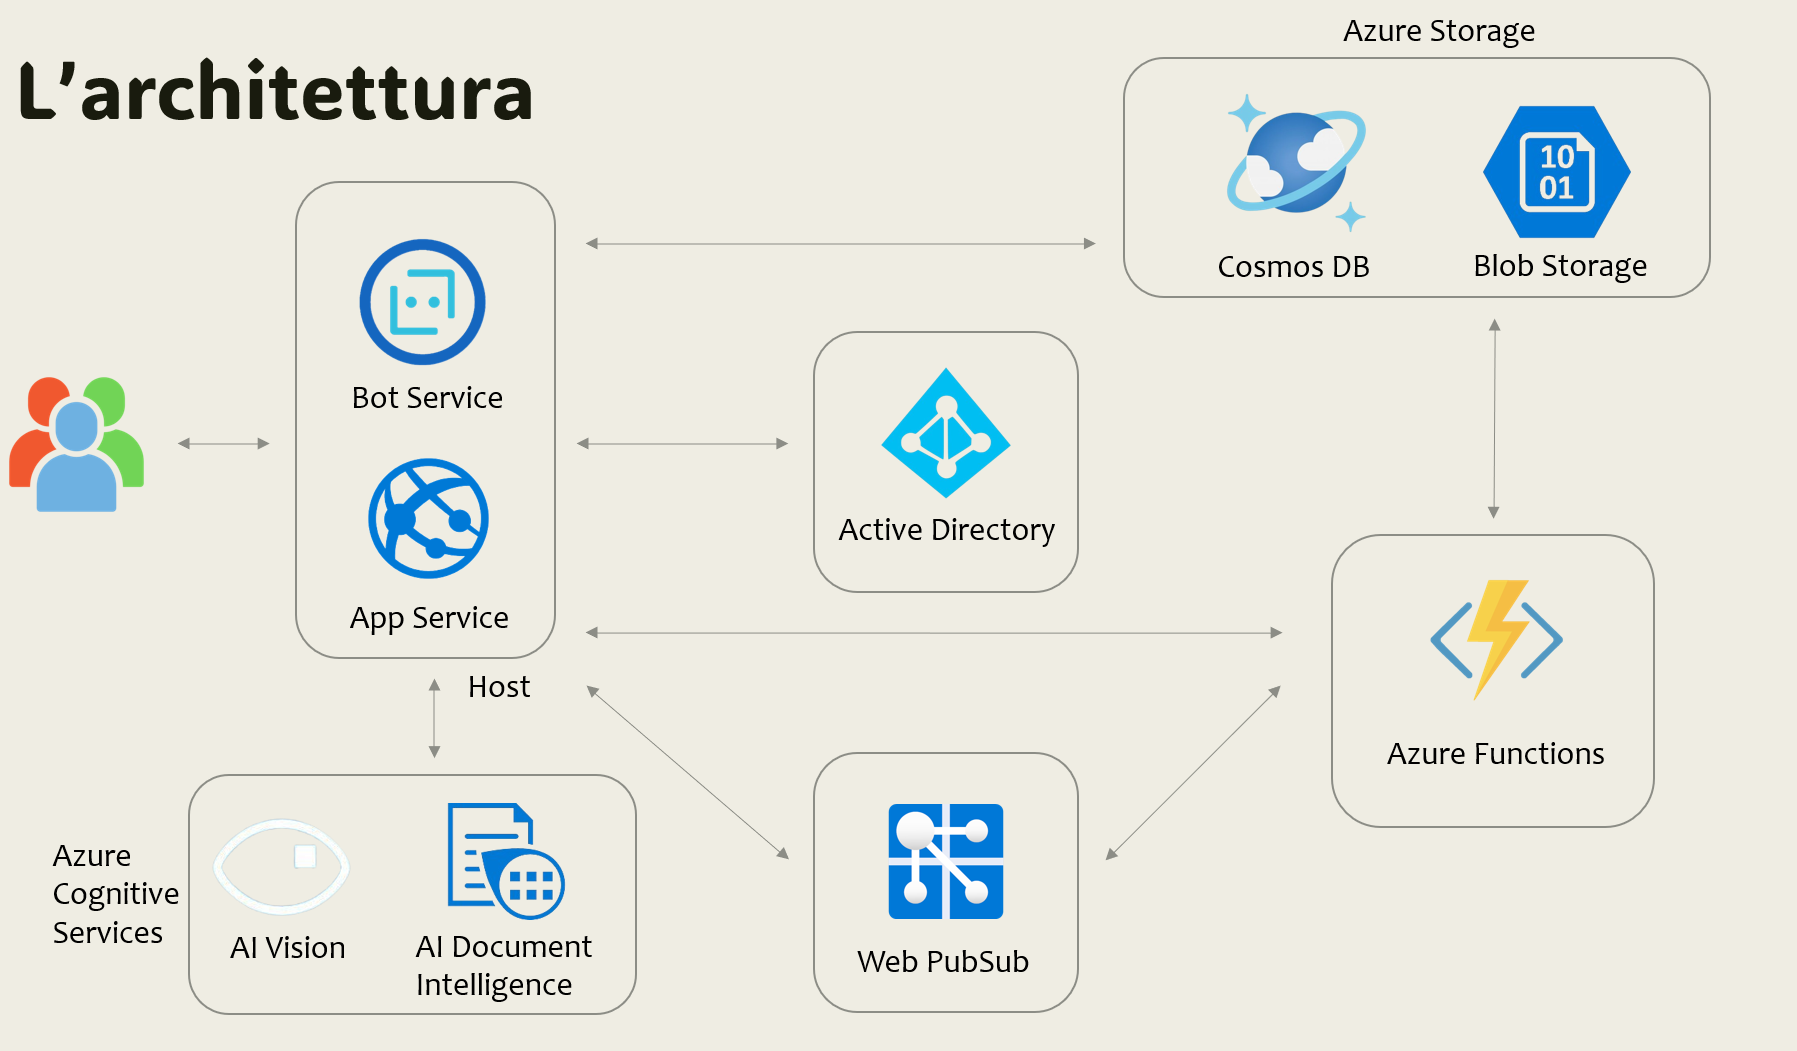 L’architettura
Azure Storage
Cosmos DB
10
01
Blob Storage
Bot Service
App Service
Host
Active Directory
Azure Functions
Azure
Cognitive
Services
AI Vision
AI Document
Intelligence
Web PubSub